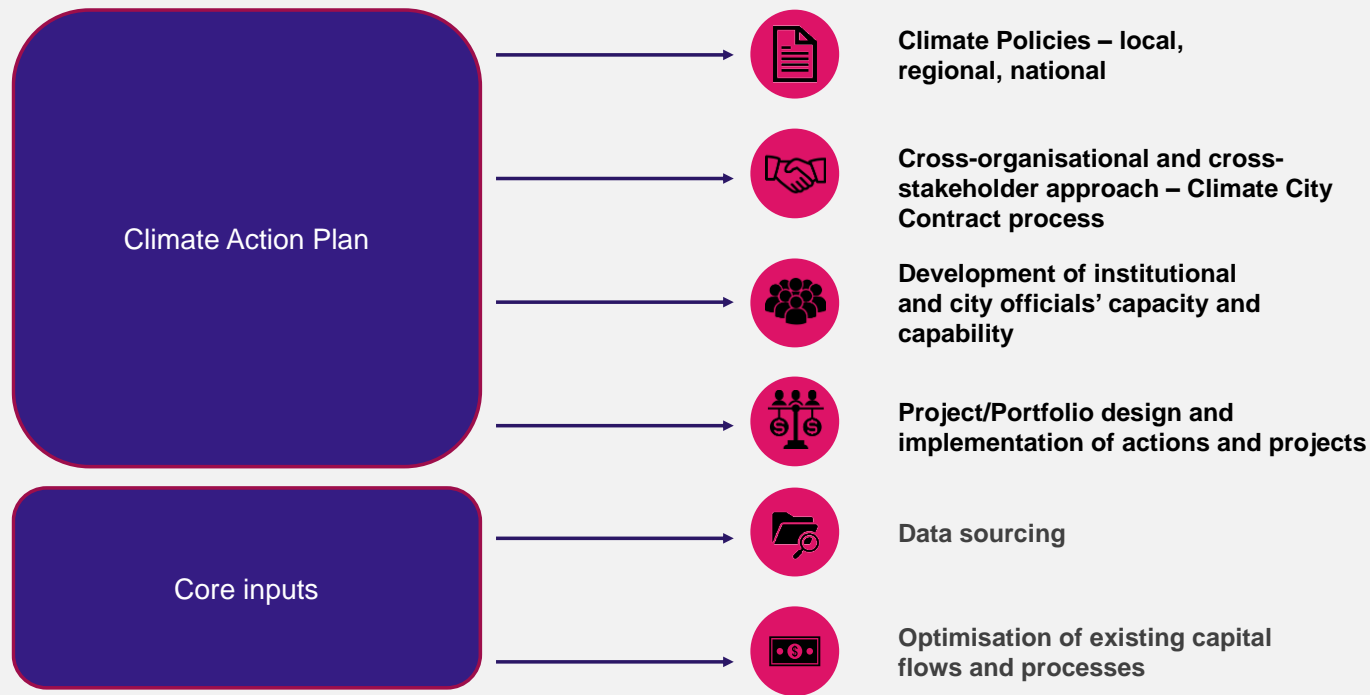 Climate Action Plan
Climate Policies – local,
regional, national
Cross-organisational and cross-
stakeholder approach – Climate City
Contract process
Development of institutional
and city officials’ capacity and
capability
Project/Portfolio design and
implementation of actions and projects
Core inputs
Data sourcing
Optimisation of existing capital
flows and processes